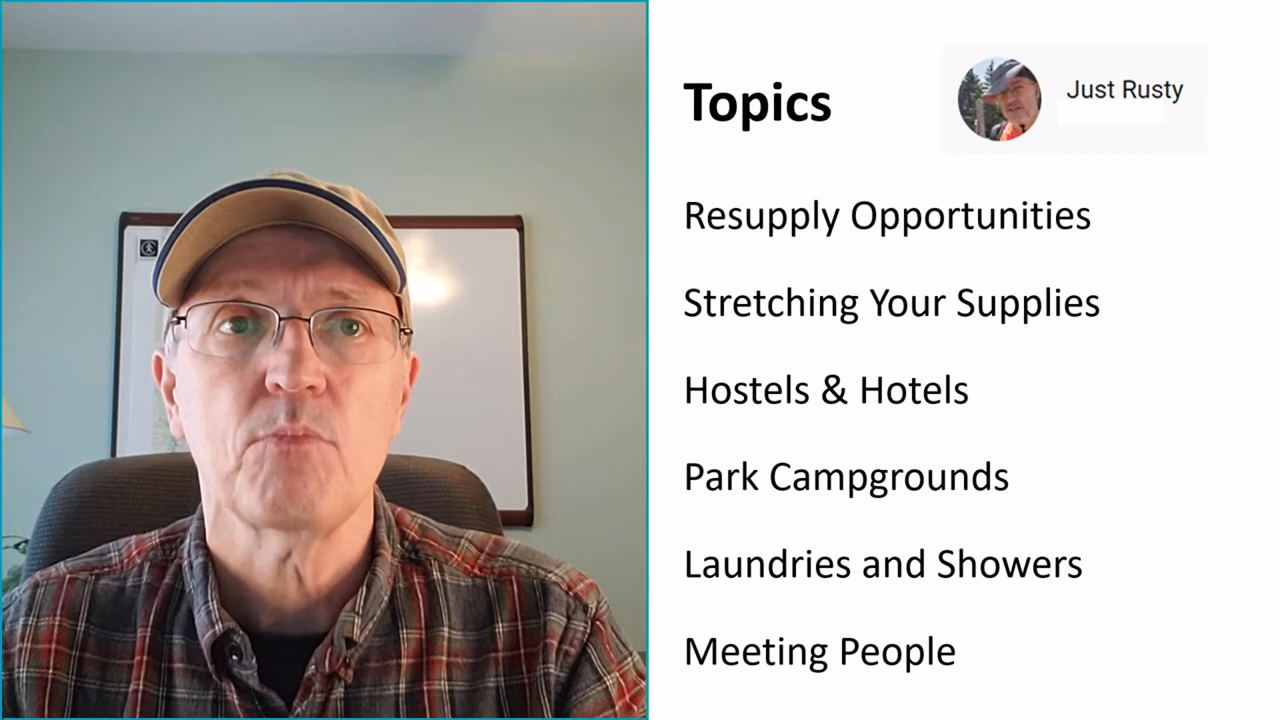 Topics
Just Rusty
Resupply Opportunities
Stretching Your Supplies
Hostels & Hotels
Park Campgrounds
Laundries and Showers
Meeting People